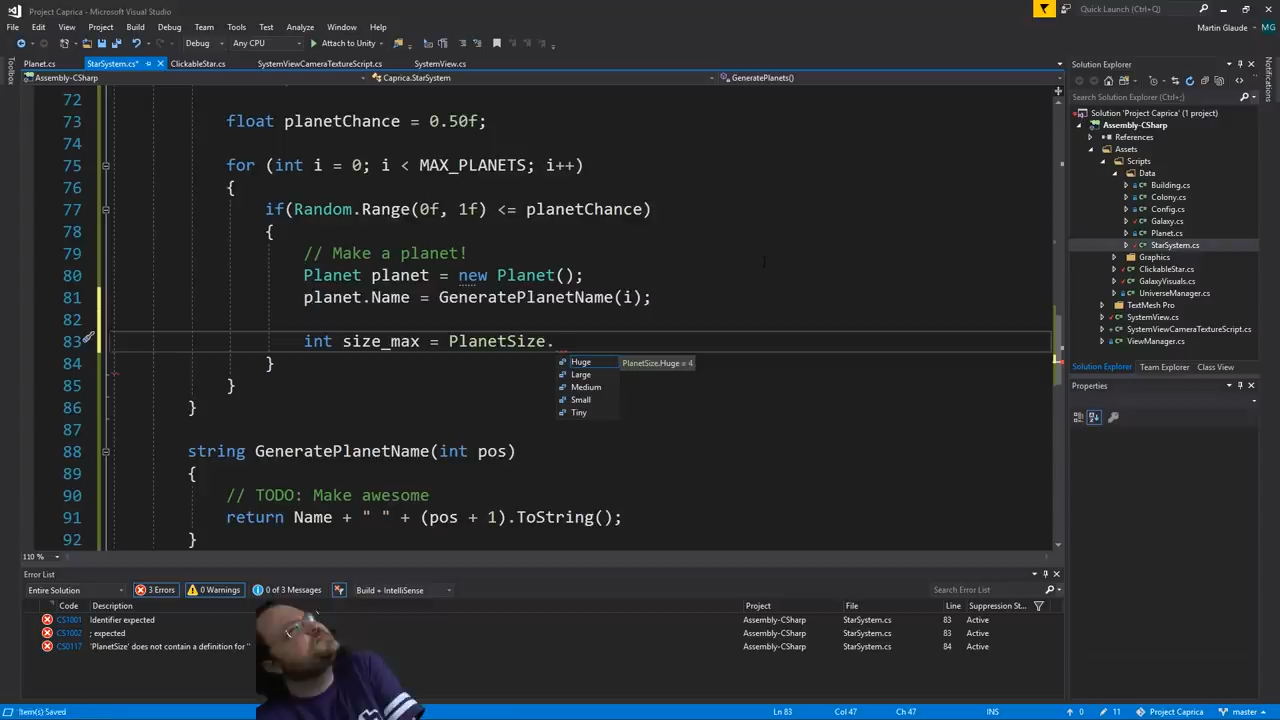 Project Caprica - Microsoft Visual Studio
Quick Launch (Ctrl+Q)
File Edit View Project Build Debug Team Tools Test Analyze Window Help
Martin Glaude MG
Debug Any CPU Attach to Unity
Toolbox
Planet.cs StarSystem.cs* ClickableStar.cs SystemViewCameraTextureScript.cs SystemView.cs
Assembly-CSharp Caprica.StarSystem GeneratePlanets()
72
73 float planetChance = 0.50f;
74
75 for (int i = 0; i < MAX_PLANETS; i++)
76 {
77 if(Random.Range(0f, 1f) <= planetChance)
78 {
79 // Make a planet!
80 Planet planet = new Planet();
81 planet.Name = GeneratePlanetName(i);
82
83 int size_max = PlanetSize.
Huge PlanetSize.Huge = 4
Large
Medium
Small
Tiny
84 }
85 }
86 }
87
88 string GeneratePlanetName(int pos)
89 {
90 // TODO: Make awesome
91 return Name + " " + (pos + 1).ToString();
92 }
110 %
Solution Explorer
Search Solution Explorer (Ctrl+;)
Solution 'Project Caprica' (1 project)
Assembly-CSharp
References
Assets
Scripts
Data
Building.cs
Colony.cs
Config.cs
Galaxy.cs
Planet.cs
StarSystem.cs
Graphics
ClickableStar.cs
GalaxyVisuals.cs
UniverseManager.cs
TextMesh Pro
SystemView.cs
SystemViewCameraTextureScript.cs
ViewManager.cs
Solution Explorer Team Explorer Class View
Properties
Notifications
Error List
Entire Solution 3 Errors 0 Warnings 0 of 3 Messages Build + IntelliSense Search Error List
Code Description Project File Line Suppression St...
CS1001 Identifier expected Assembly-CSharp StarSystem.cs 83 Active
CS1002 ; expected Assembly-CSharp StarSystem.cs 83 Active
CS0117 'PlanetSize' does not contain a definition for '' Assembly-CSharp StarSystem.cs 84 Active
Item(s) Saved Ln 83 Col 47 Ch 47 INS 0 11 Project Caprica master